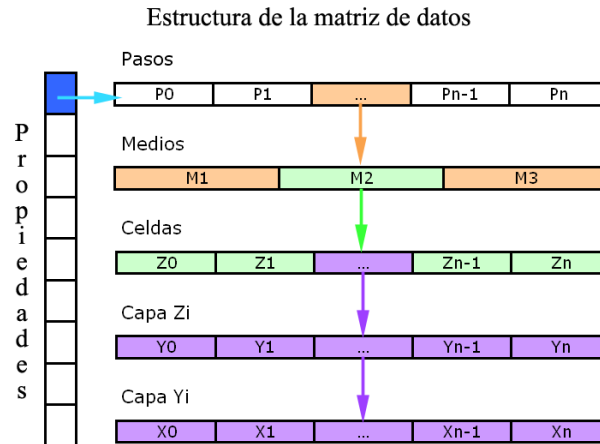 Estructura de la matriz de datos
Propiedades
Pasos
P0 P1 ... Pn-1 Pn
Medios
M1 M2 M3
Celdas
Z0 Z1 ... Zn-1 Zn
Capa Zi
Y0 Y1 ... Yn-1 Yn
Capa Yi
X0 X1 ... Xn-1 Xn